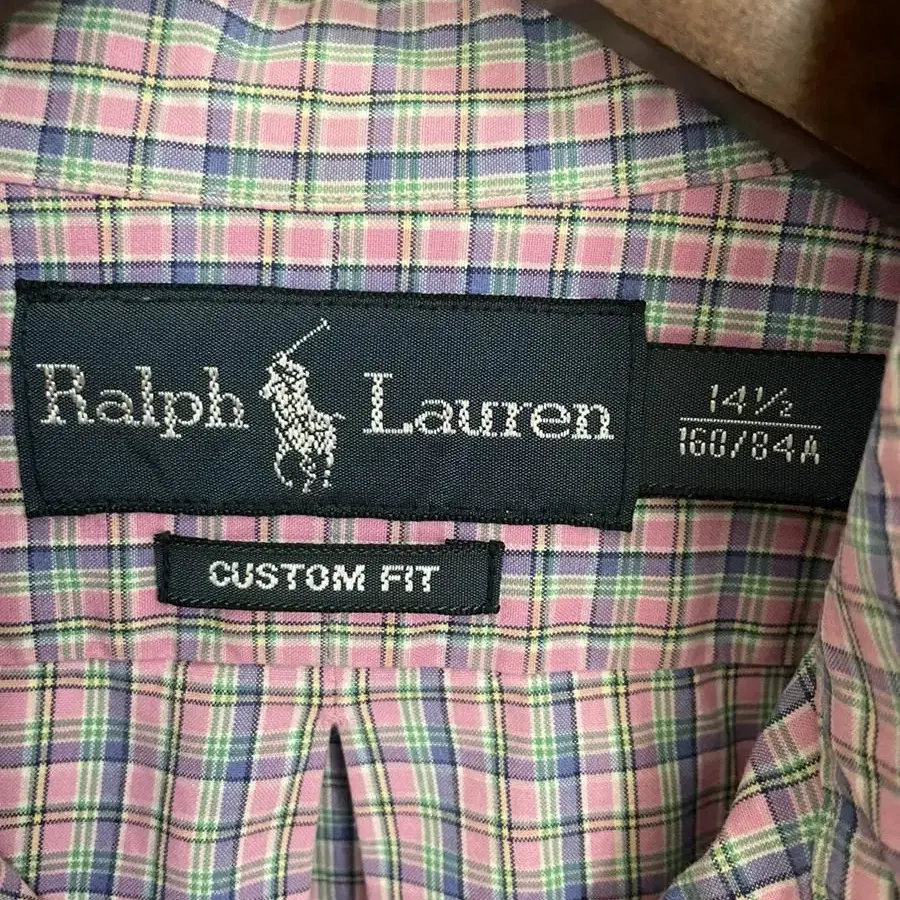 Ralph Lauren
14½
160/84A
CUSTOM FIT